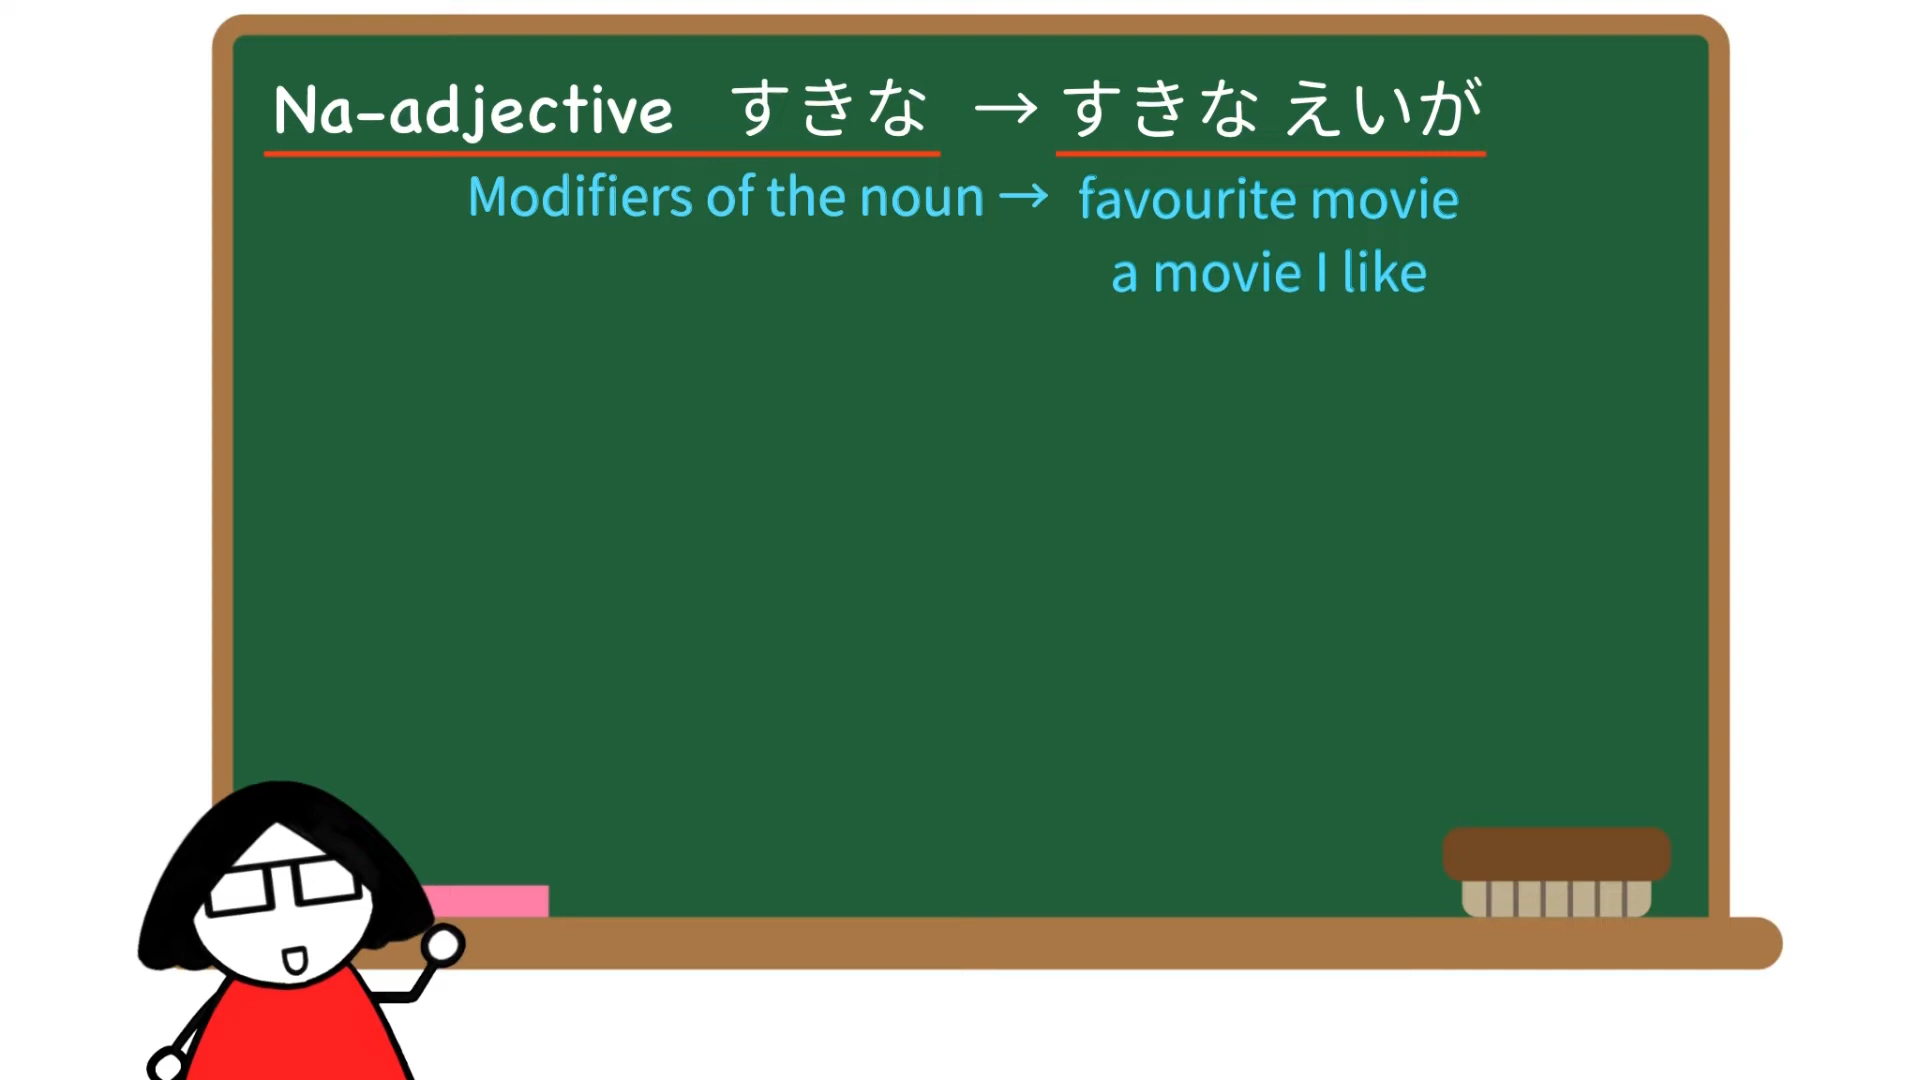 Na-adjective すきな → すきな えいが
Modifiers of the noun → favourite movie
a movie I like